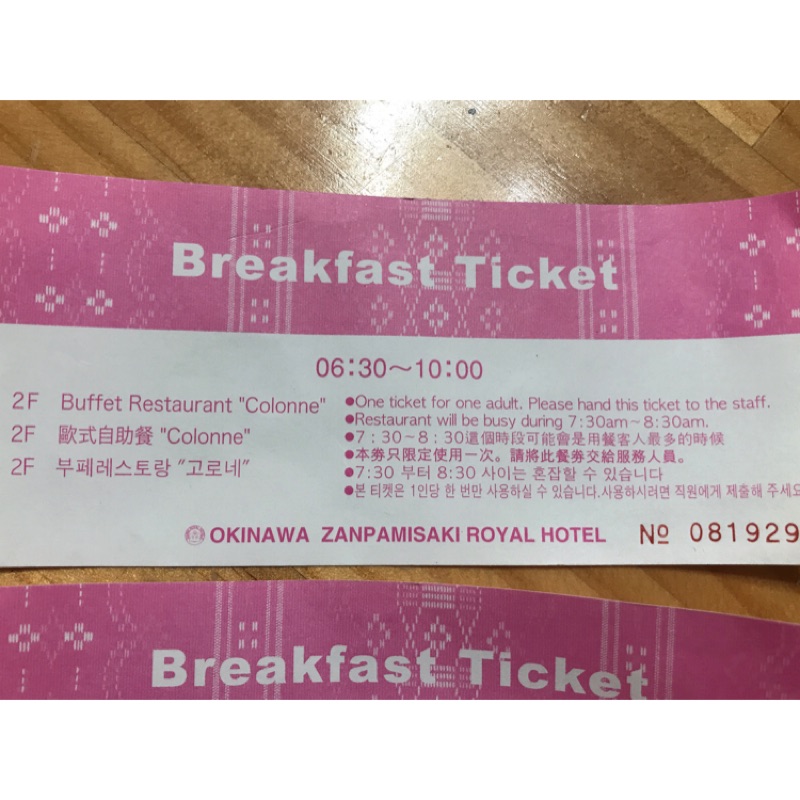 Breakfast Ticket
06:30～10:00
2F Buffet Restaurant "Colonne"
2F 歐式自助餐 "Colonne"
2F 부페레스토랑 "고로네"
●One ticket for one adult. Please hand this ticket to the staff.
●Restaurant will be busy during 7:30am～8:30am.
●7：30～8：30這個時段可能會是用餐客人最多的時候
●本券只限定使用一次。請將此餐券交給服務人員。
●7:30 부터 8:30 사이는 혼잡할 수 있습니다
●본 티켓은 1인당 한 번만 사용하실 수 있습니다.사용하시려면 직원에게 제출해 주세요
OKINAWA ZANPAMISAKI ROYAL HOTEL
№ 081929
Breakfast Ticket